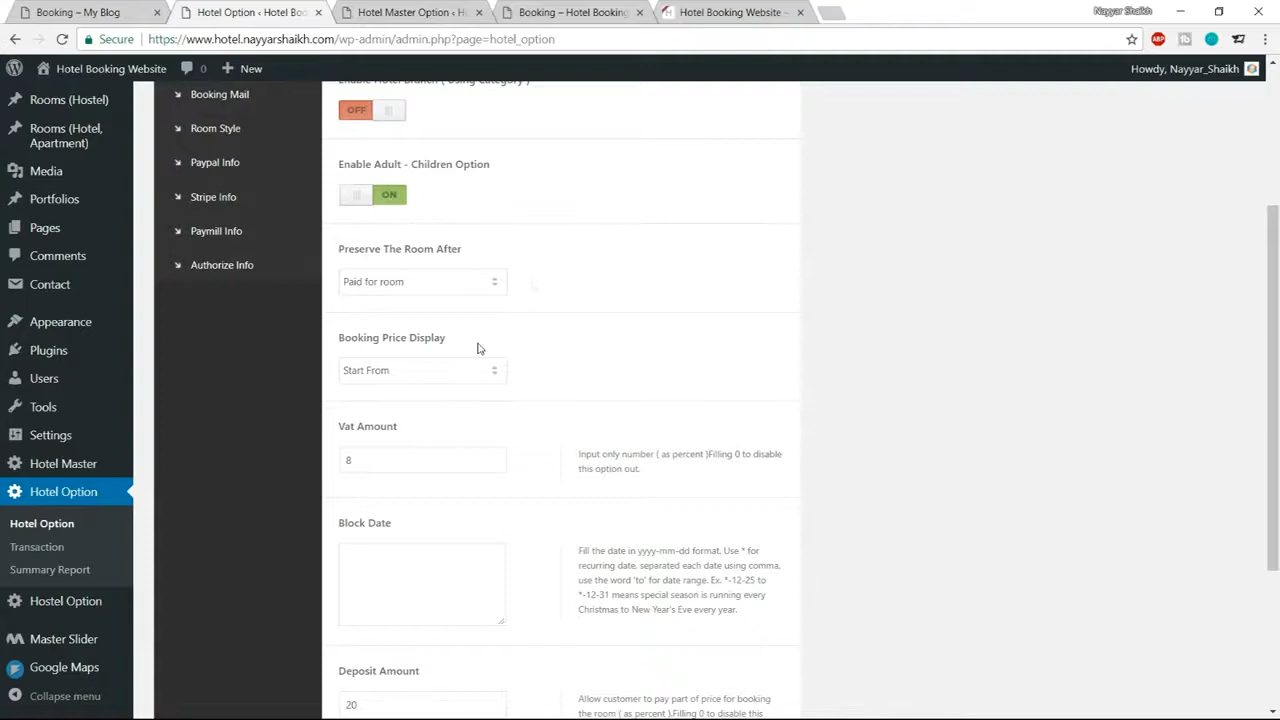 Booking – My Blog
Hotel Option ‹ Hotel Boo
Hotel Master Option ‹ H
Booking – Hotel Booking
Hotel Booking Website –
Nayyar Shaikh
Secure https://www.hotel.nayyarshaikh.com/wp-admin/admin.php?page=hotel_option
ABP
Hotel Booking Website 0 New
Howdy, Nayyar_Shaikh
Rooms (Hostel)
Rooms (Hotel,
Apartment)
Media
Portfolios
Pages
Comments
Contact
Appearance
Plugins
Users
Tools
Settings
Hotel Master
Hotel Option
Hotel Option
Transaction
Summary Report
Hotel Option
Master Slider
Google Maps
Collapse menu
Booking Mail
Room Style
Paypal Info
Stripe Info
Paymill Info
Authorize Info
Enable Hotel Branch ( Using Category )
OFF
Enable Adult - Children Option
ON
Preserve The Room After
Paid for room
Booking Price Display
Start From
Vat Amount
8
Input only number ( as percent )Filling 0 to disable
this option out.
Block Date
Fill the date in yyyy-mm-dd format. Use * for
recurring date, separated each date using comma,
use the word 'to' for date range. Ex. *-12-25 to
*-12-31 means special season is running every
Christmas to New Year's Eve every year.
Deposit Amount
20
Allow customer to pay part of price for booking
the room ( as percent ).Filling 0 to disable this